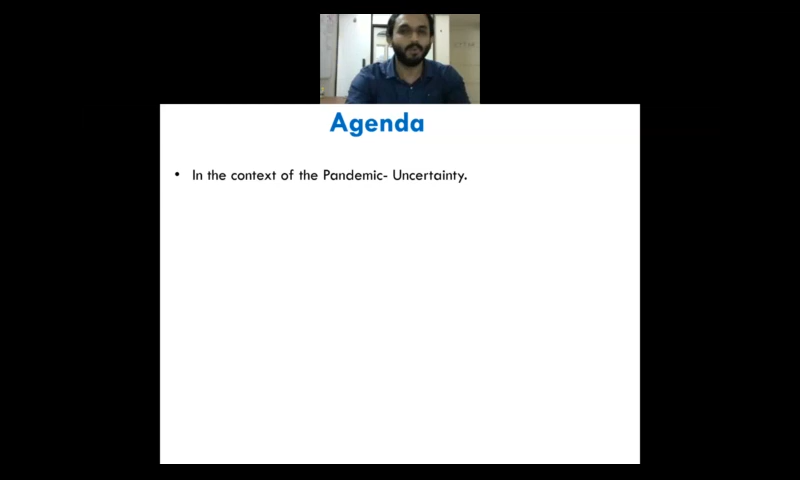 Agenda
• In the context of the Pandemic- Uncertainty.